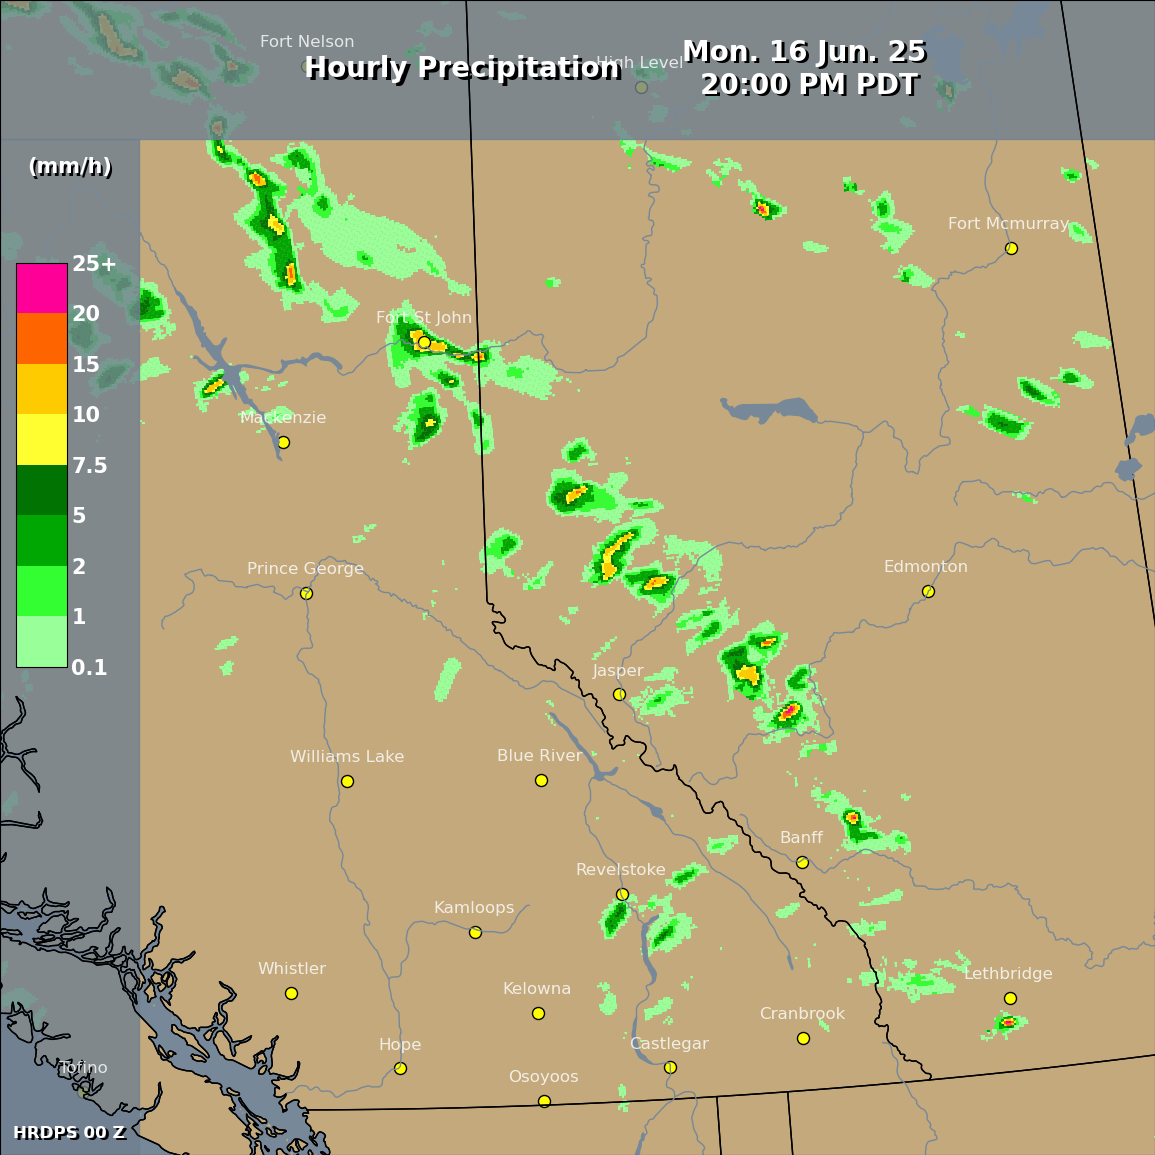 Fort Nelson
Hourly Precipitation
High Level
Mon. 16 Jun. 25
20:00 PM PDT
(mm/h)
Fort Mcmurray
25+
20
15
10
7.5
5
2
1
0.1
Fort St John
Mackenzie
Prince George
Edmonton
Jasper
Williams Lake
Blue River
Banff
Revelstoke
Kamloops
Whistler
Kelowna
Lethbridge
Cranbrook
Hope
Castlegar
Tofino
Osoyoos
HRDPS 00 Z